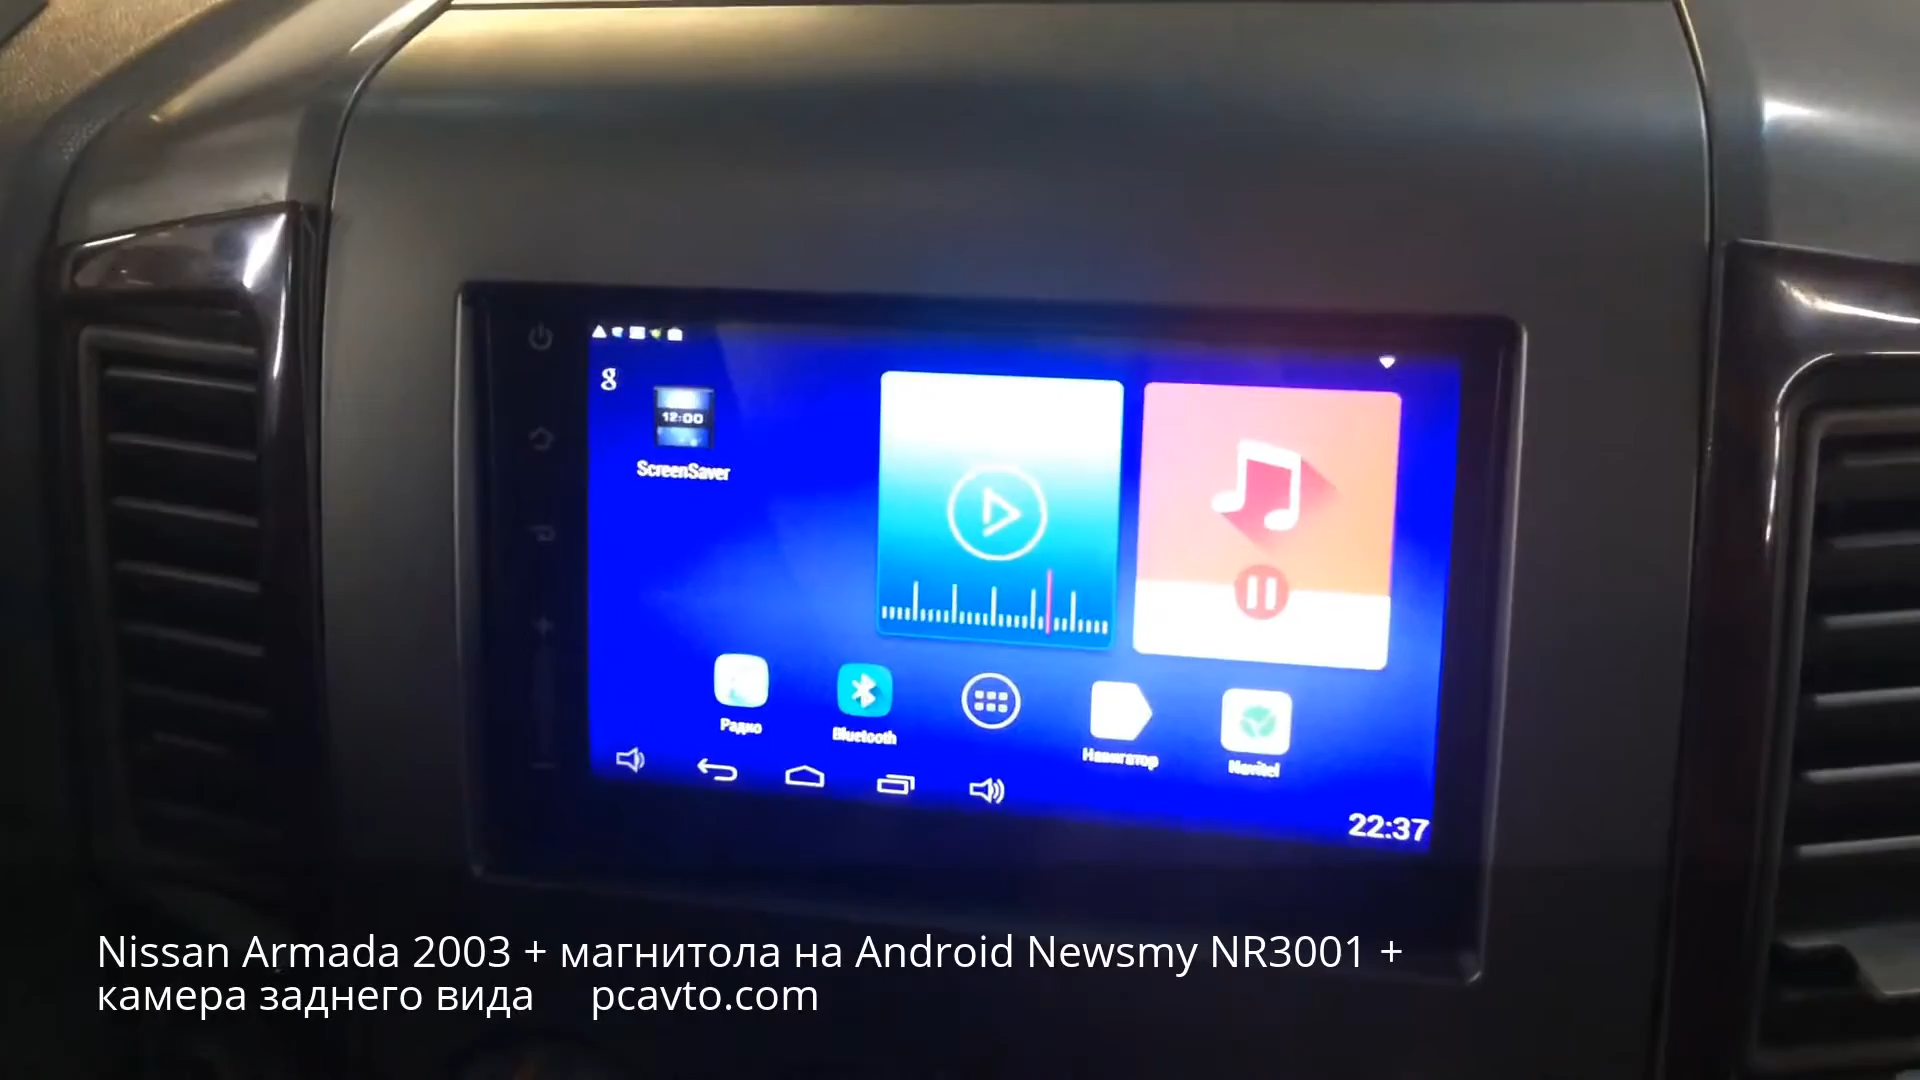 g
12:00
ScreenSaver
Радио
Bluetooth
Навигатор
Navitel
22:37
Nissan Armada 2003 + магнитола на Android Newsmy NR3001 +
камера заднего вида pcavto.com